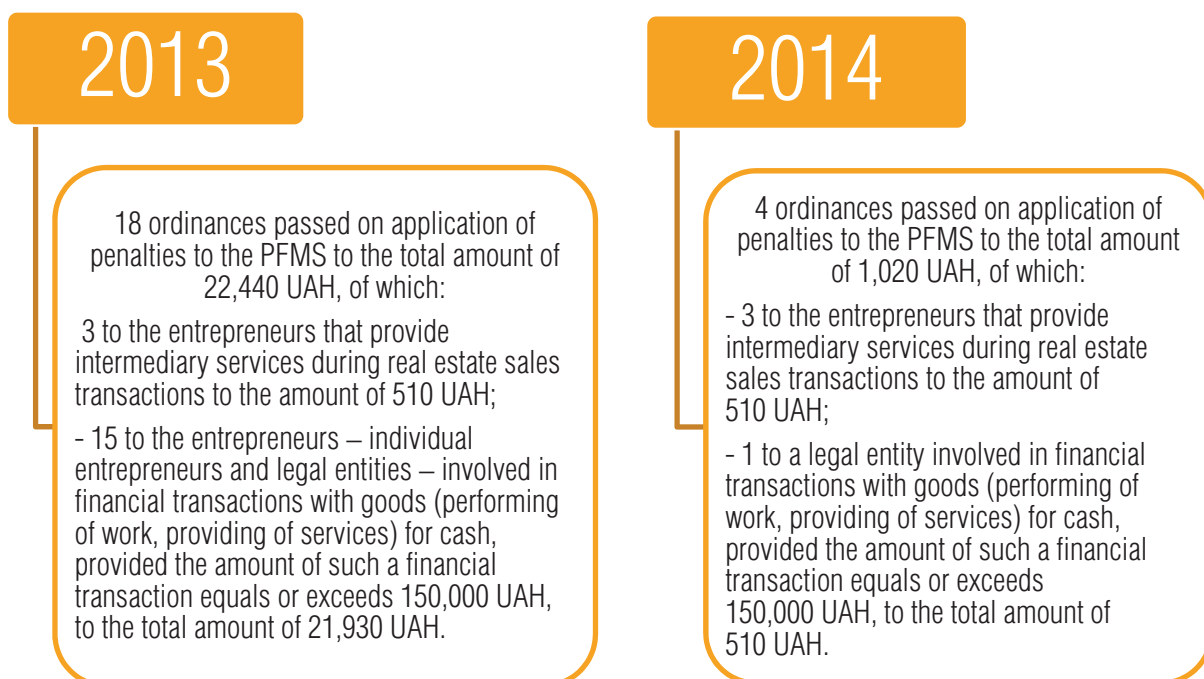 2013
18 ordinances passed on application of
penalties to the PFMS to the total amount of
22,440 UAH, of which:
3 to the entrepreneurs that provide
intermediary services during real estate sales
transactions to the amount of 510 UAH;
- 15 to the entrepreneurs – individual
entrepreneurs and legal entities – involved in
financial transactions with goods (performing
of work, providing of services) for cash,
provided the amount of such a financial
transaction equals or exceeds 150,000 UAH,
to the total amount of 21,930 UAH.
2014
4 ordinances passed on application of
penalties to the PFMS to the total amount
of 1,020 UAH, of which:
- 3 to the entrepreneurs that provide
intermediary services during real estate
sales transactions to the amount of
510 UAH;
- 1 to a legal entity involved in financial
transactions with goods (performing of
work, providing of services) for cash,
provided the amount of such a financial
transaction equals or exceeds
150,000 UAH, to the total amount of
510 UAH.